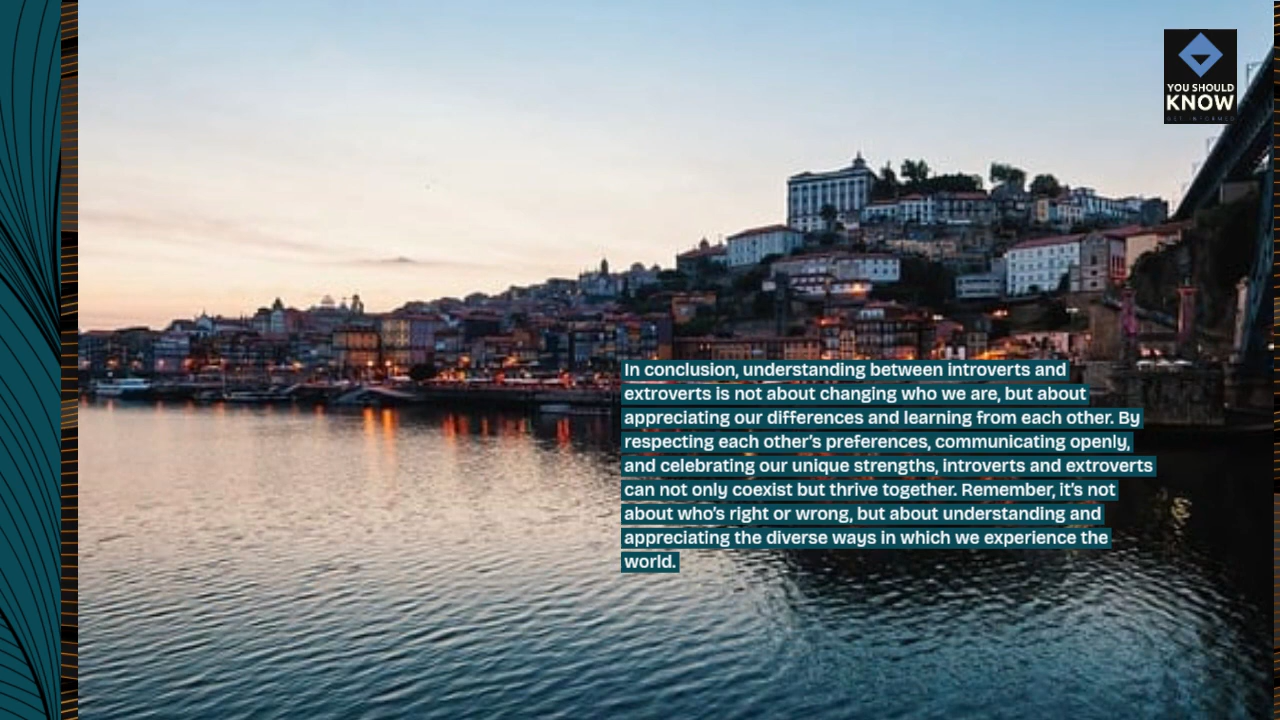 YOU SHOULD
KNOW
GET INFORMED
In conclusion, understanding between introverts and
extroverts is not about changing who we are, but about
appreciating our differences and learning from each other. By
respecting each other's preferences, communicating openly,
and celebrating our unique strengths, introverts and extroverts
can not only coexist but thrive together. Remember, it's not
about who's right or wrong, but about understanding and
appreciating the diverse ways in which we experience the
world.